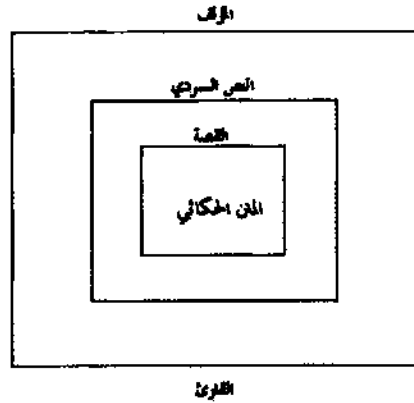 المؤلف
النص السردي
القصة
المتن الحكائي
القارئ